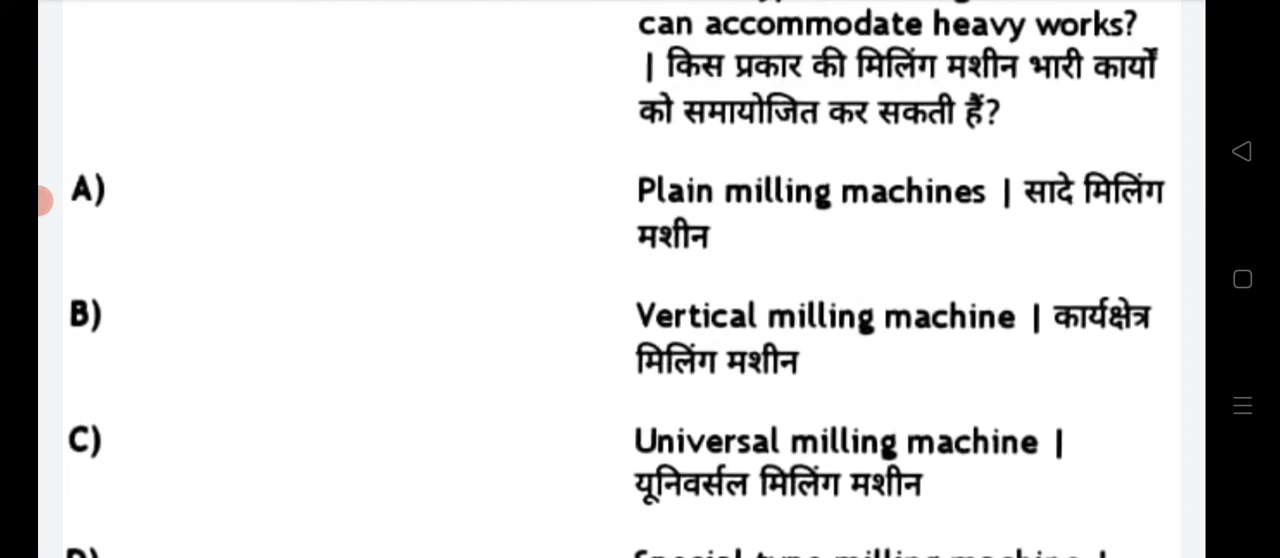 can accommodate heavy works?
| किस प्रकार की मिलिंग मशीन भारी कार्यों
को समायोजित कर सकती हैं?
A) Plain milling machines | सादे मिलिंग
मशीन
B) Vertical milling machine | कार्यक्षेत्र
मिलिंग मशीन
C) Universal milling machine |
यूनिवर्सल मिलिंग मशीन